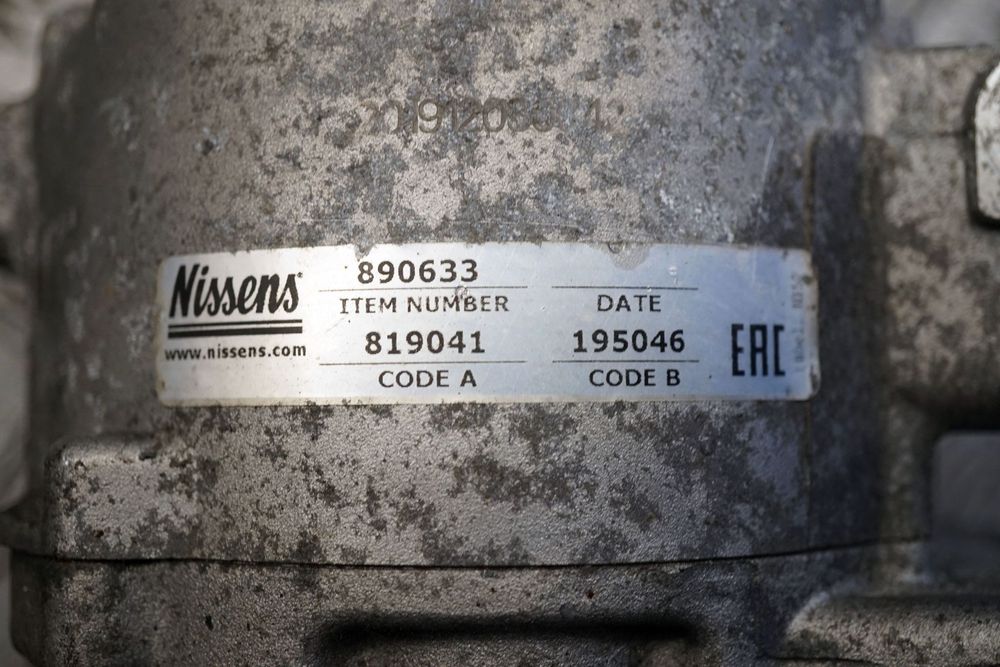 Nissens
www.nissens.com
890633
ITEM NUMBER
DATE
819041
195046
CODE A
CODE B
EAC